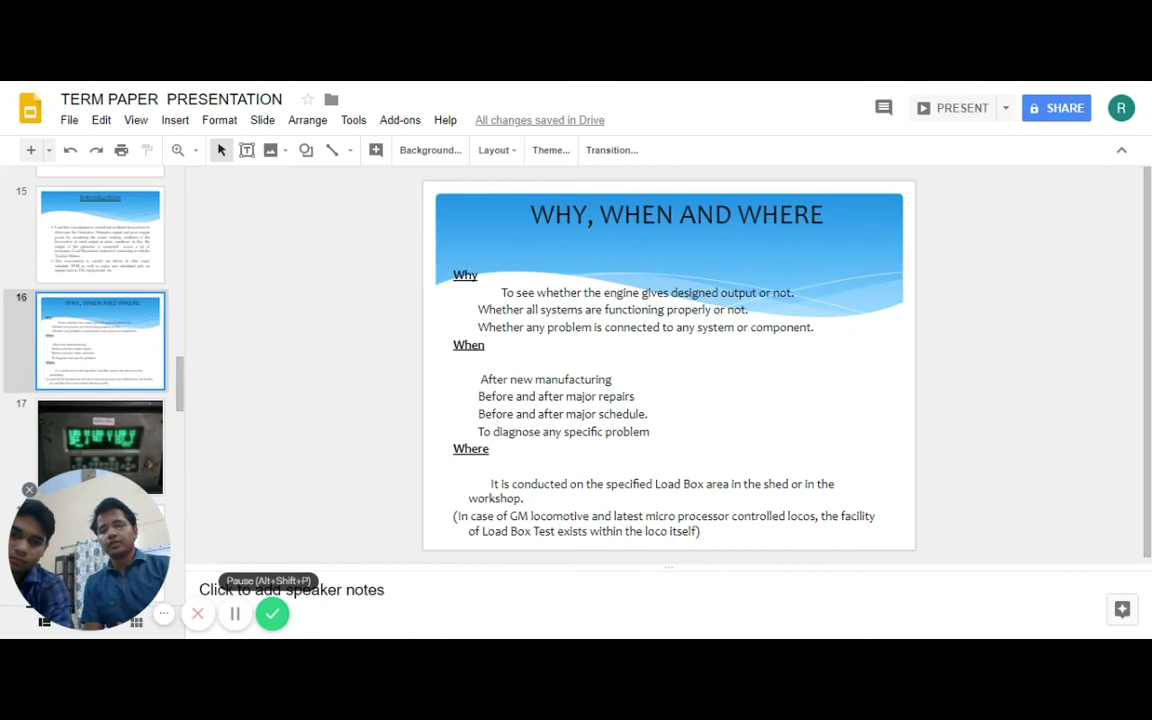 TERM PAPER PRESENTATION
File Edit View Insert Format Slide Arrange Tools Add-ons Help All changes saved in Drive
PRESENT SHARE R
Background... Layout Theme... Transition...
15
Introduction
16
WHY, WHEN AND WHERE
17
WHY, WHEN AND WHERE
Why
To see whether the engine gives designed output or not.
Whether all systems are functioning properly or not.
Whether any problem is connected to any system or component.
When
After new manufacturing
Before and after major repairs
Before and after major schedule.
To diagnose any specific problem
Where
It is conducted on the specified Load Box area in the shed or in the
workshop.
(In case of GM locomotive and latest micro processor controlled locos, the facility
of Load Box Test exists within the loco itself)
Pause (Alt+Shift+P)
Click to add speaker notes